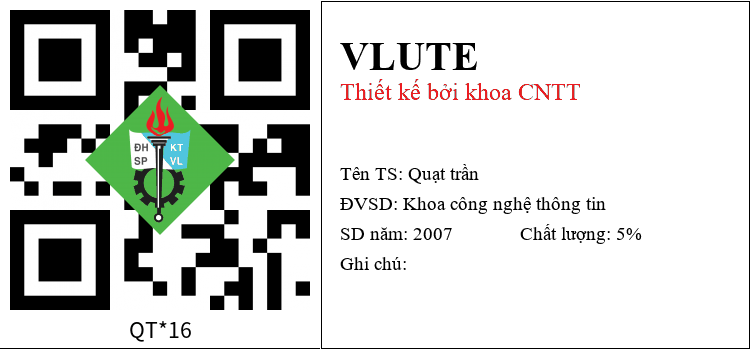 ĐH KT
SP VL
QT*16
VLUTE
Thiết kế bởi khoa CNTT
Tên TS: Quạt trần
ĐVSD: Khoa công nghệ thông tin
SD năm: 2007 Chất lượng: 5%
Ghi chú: